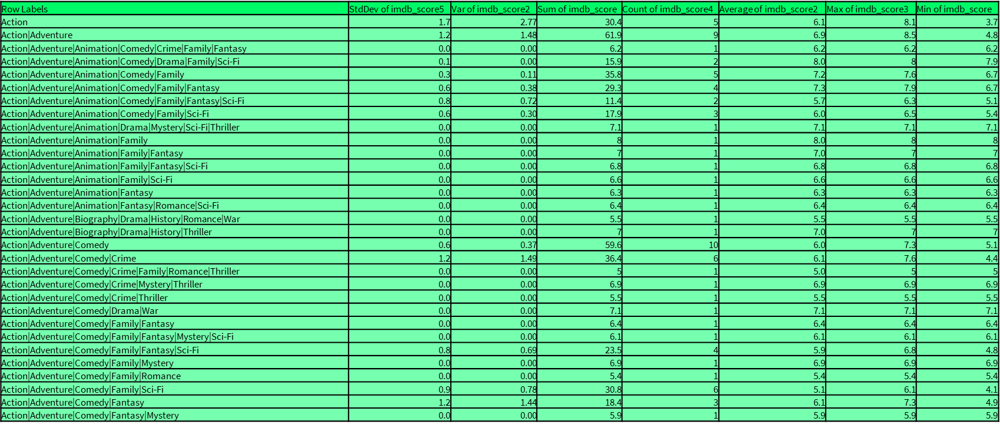 Row Labels StdDev of imdb_score5 Var of imdb_score2 Sum of imdb_score Count of imdb_score4 Average of imdb_score2 Max of imdb_score3 Min of imdb_score
Action 1.7 2.77 30.4 5 6.1 8.1 3.7
Action|Adventure 1.2 1.48 61.9 9 6.9 8.5 4.8
Action|Adventure|Animation|Comedy|Crime|Family|Fantasy 0.0 0.00 6.2 1 6.2 6.2 6.2
Action|Adventure|Animation|Comedy|Drama|Family|Sci-Fi 0.1 0.00 15.9 2 8.0 8 7.9
Action|Adventure|Animation|Comedy|Family 0.3 0.11 35.8 5 7.2 7.6 6.7
Action|Adventure|Animation|Comedy|Family|Fantasy 0.6 0.38 29.3 4 7.3 7.9 6.7
Action|Adventure|Animation|Comedy|Family|Fantasy|Sci-Fi 0.8 0.72 11.4 2 5.7 6.3 5.1
Action|Adventure|Animation|Comedy|Family|Sci-Fi 0.6 0.30 17.9 3 6.0 6.5 5.4
Action|Adventure|Animation|Drama|Mystery|Sci-Fi|Thriller 0.0 0.00 7.1 1 7.1 7.1 7.1
Action|Adventure|Animation|Family 0.0 0.00 8 1 8.0 8 8
Action|Adventure|Animation|Family|Fantasy 0.0 0.00 7 1 7.0 7 7
Action|Adventure|Animation|Family|Fantasy|Sci-Fi 0.0 0.00 6.8 1 6.8 6.8 6.8
Action|Adventure|Animation|Family|Sci-Fi 0.0 0.00 6.6 1 6.6 6.6 6.6
Action|Adventure|Animation|Fantasy 0.0 0.00 6.3 1 6.3 6.3 6.3
Action|Adventure|Animation|Fantasy|Romance|Sci-Fi 0.0 0.00 6.4 1 6.4 6.4 6.4
Action|Adventure|Biography|Drama|History|Romance|War 0.0 0.00 5.5 1 5.5 5.5 5.5
Action|Adventure|Biography|Drama|History|Thriller 0.0 0.00 7 1 7.0 7 7
Action|Adventure|Comedy 0.6 0.37 59.6 10 6.0 7.3 5.1
Action|Adventure|Comedy|Crime 1.2 1.49 36.4 6 6.1 7.6 4.4
Action|Adventure|Comedy|Crime|Family|Romance|Thriller 0.0 0.00 5 1 5.0 5 5
Action|Adventure|Comedy|Crime|Mystery|Thriller 0.0 0.00 6.9 1 6.9 6.9 6.9
Action|Adventure|Comedy|Crime|Thriller 0.0 0.00 5.5 1 5.5 5.5 5.5
Action|Adventure|Comedy|Drama|War 0.0 0.00 7.1 1 7.1 7.1 7.1
Action|Adventure|Comedy|Family|Fantasy 0.0 0.00 6.4 1 6.4 6.4 6.4
Action|Adventure|Comedy|Family|Fantasy|Mystery|Sci-Fi 0.0 0.00 6.1 1 6.1 6.1 6.1
Action|Adventure|Comedy|Family|Fantasy|Sci-Fi 0.8 0.69 23.5 4 5.9 6.8 4.8
Action|Adventure|Comedy|Family|Mystery 0.0 0.00 6.9 1 6.9 6.9 6.9
Action|Adventure|Comedy|Family|Romance 0.0 0.00 5.4 1 5.4 5.4 5.4
Action|Adventure|Comedy|Family|Sci-Fi 0.9 0.78 30.8 6 5.1 6.1 4.1
Action|Adventure|Comedy|Fantasy 1.2 1.44 18.4 3 6.1 7.3 4.9
Action|Adventure|Comedy|Fantasy|Mystery 0.0 0.00 5.9 1 5.9 5.9 5.9